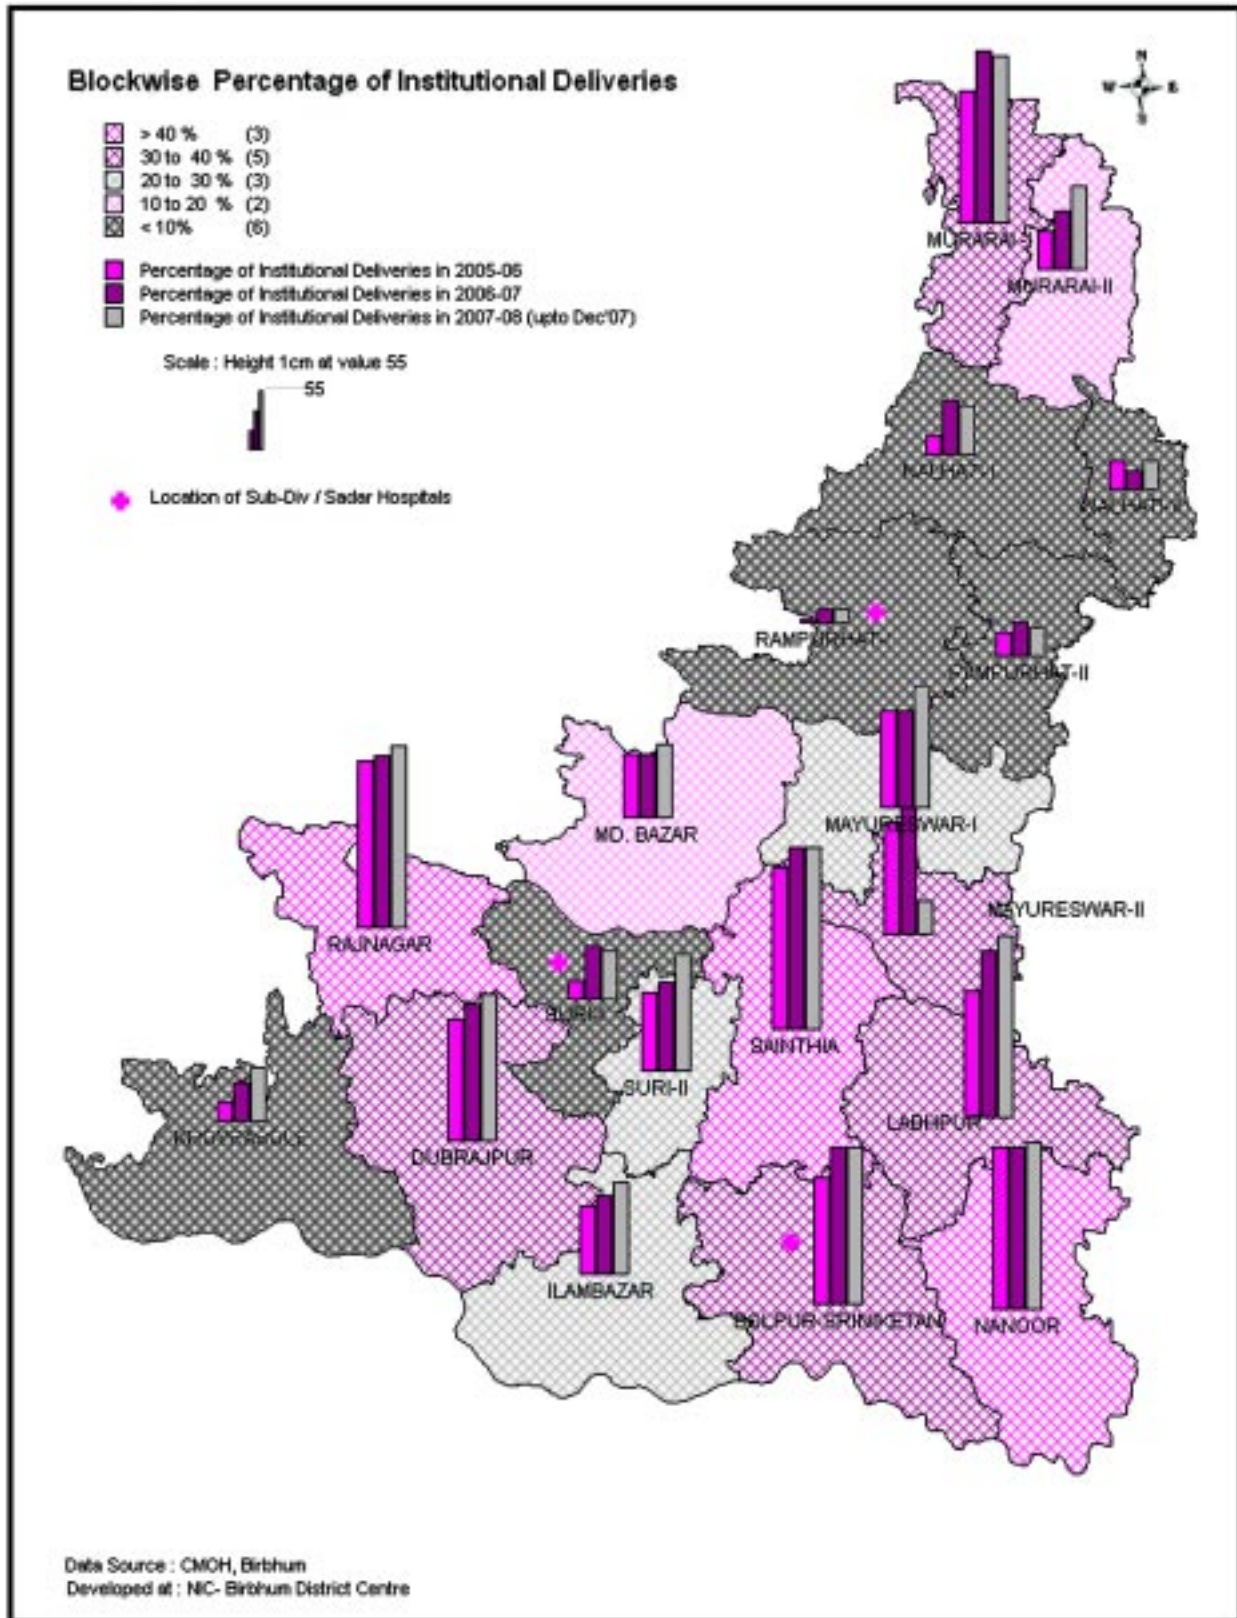 Blockwise Percentage of Institutional Deliveries
N
W E
S
> 40 % (3)
30 to 40 % (5)
20 to 30 % (3)
10 to 20 % (2)
< 10% (6)
Percentage of Institutional Deliveries in 2005-06
Percentage of Institutional Deliveries in 2006-07
Percentage of Institutional Deliveries in 2007-08 (upto Dec'07)
Scale : Height 1cm at value 55
55
Location of Sub-Div / Sadar Hospitals
MURARAI-I
MURARAI-II
NALHATI-I
NALHATI-II
RAMPURHAT-I
RAMPURHAT-II
MD. BAZAR
MAYURESWAR-I
MAYURESWAR-II
RAJNAGAR
SURI-I
SAINTHIA
SURI-II
LABHPUR
DUBRAJPUR
ILAMBAZAR
BOLPUR-SRINIKETAN
NANOOR
Data Source : CMOH, Birbhum
Developed at : NIC- Birbhum District Centre